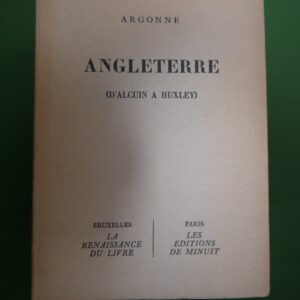 ARGONNE
ANGLETERRE
(D'ALCUIN A HUXLEY)
BRUXELLES
LA
RENAISSANCE
DU LIVRE
PARIS
LES
EDITIONS
DE MINUIT